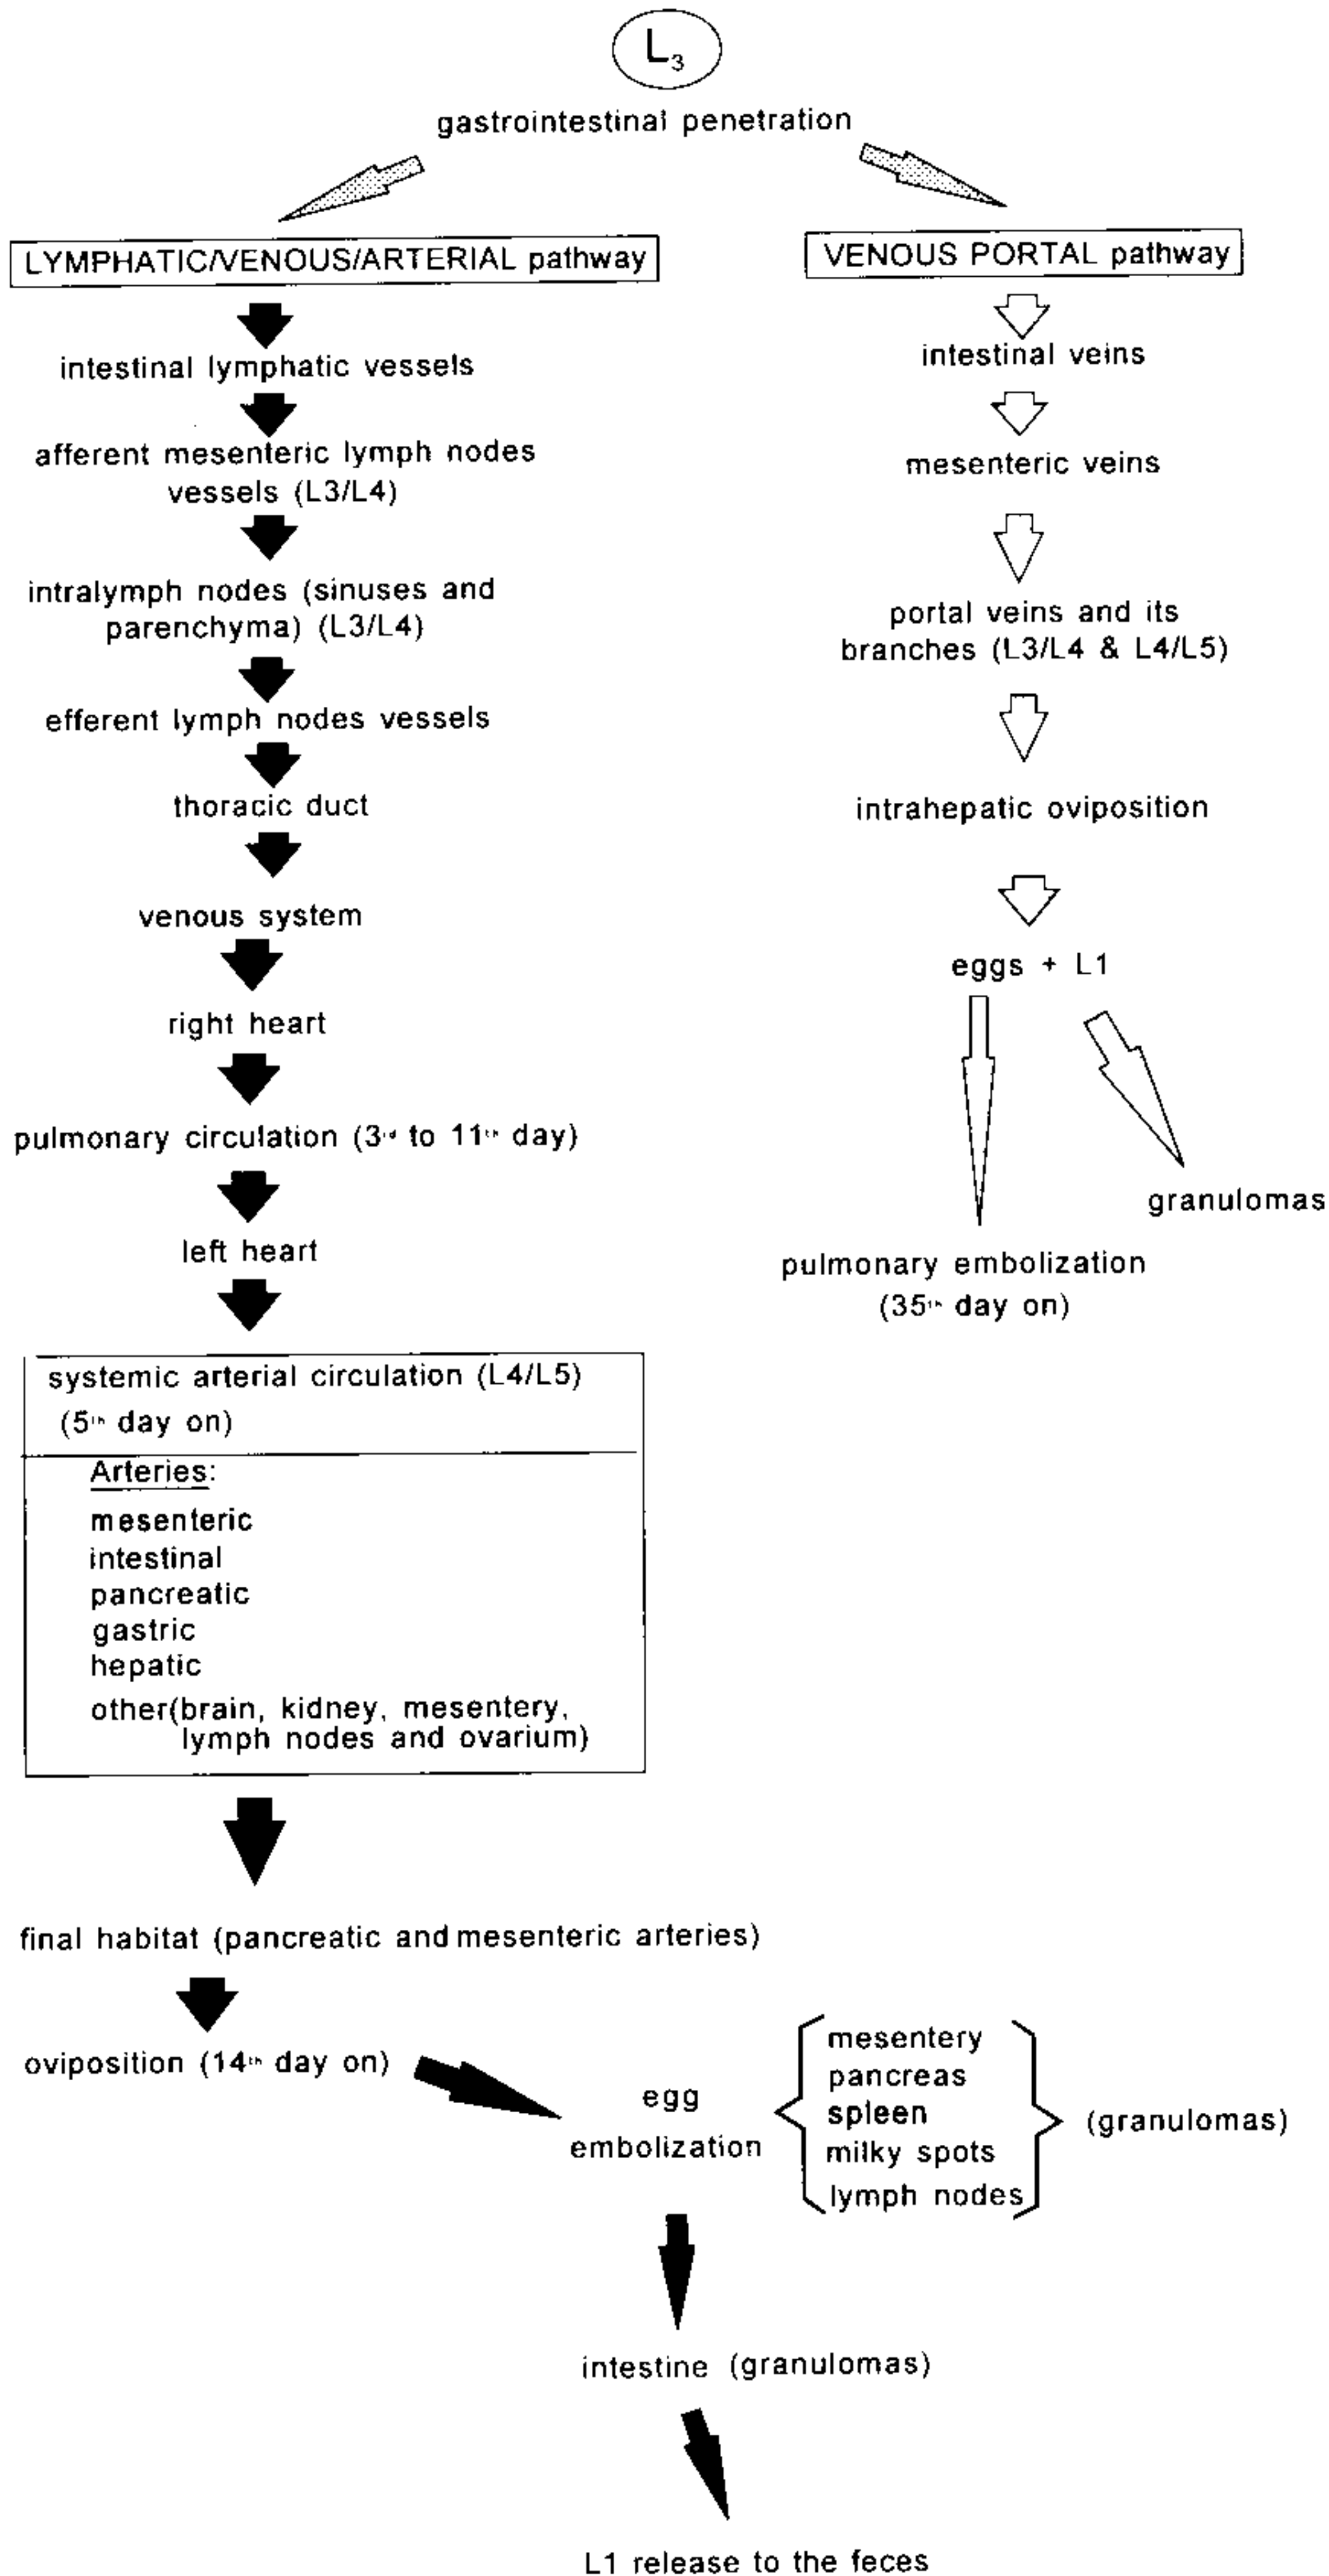 L3
gastrointestinal penetration
LYMPHATIC/VENOUS/ARTERIAL pathway
intestinal lymphatic vessels
afferent mesenteric lymph nodes
vessels (L3/L4)
intralymph nodes (sinuses and
parenchyma) (L3/L4)
efferent lymph nodes vessels
thoracic duct
venous system
right heart
pulmonary circulation (3rd to 11th day)
left heart
systemic arterial circulation (L4/L5)
(5th day on)
Arteries:
mesenteric
intestinal
pancreatic
gastric
hepatic
other(brain, kidney, mesentery,
lymph nodes and ovarium)
final habitat (pancreatic and mesenteric arteries)
oviposition (14th day on)
egg
embolization
mesentery
pancreas
spleen
milky spots
lymph nodes
(granulomas)
intestine (granulomas)
L1 release to the feces
VENOUS PORTAL pathway
intestinal veins
mesenteric veins
portal veins and its
branches (L3/L4 & L4/L5)
intrahepatic oviposition
eggs + L1
granulomas
pulmonary embolization
(35th day on)